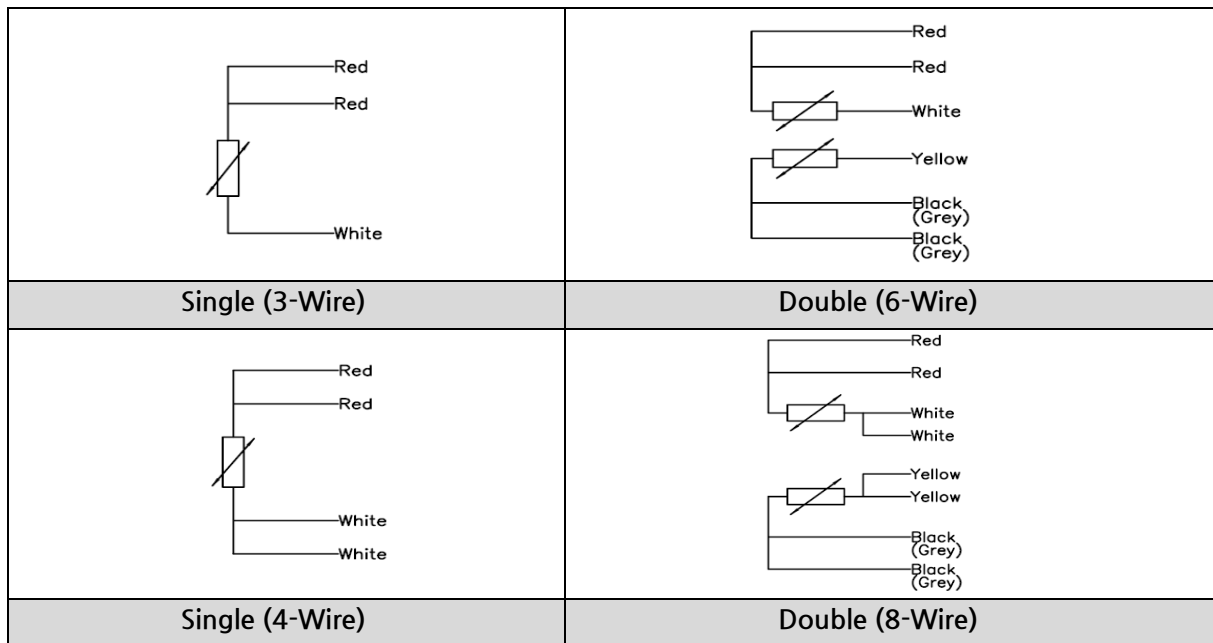 Red
Red
White
Single (3-Wire)
Red
Red
White
Yellow
Black
(Grey)
Black
(Grey)
Double (6-Wire)
Red
Red
White
White
Single (4-Wire)
Red
Red
White
White
Yellow
Yellow
Black
(Grey)
Black
(Grey)
Double (8-Wire)